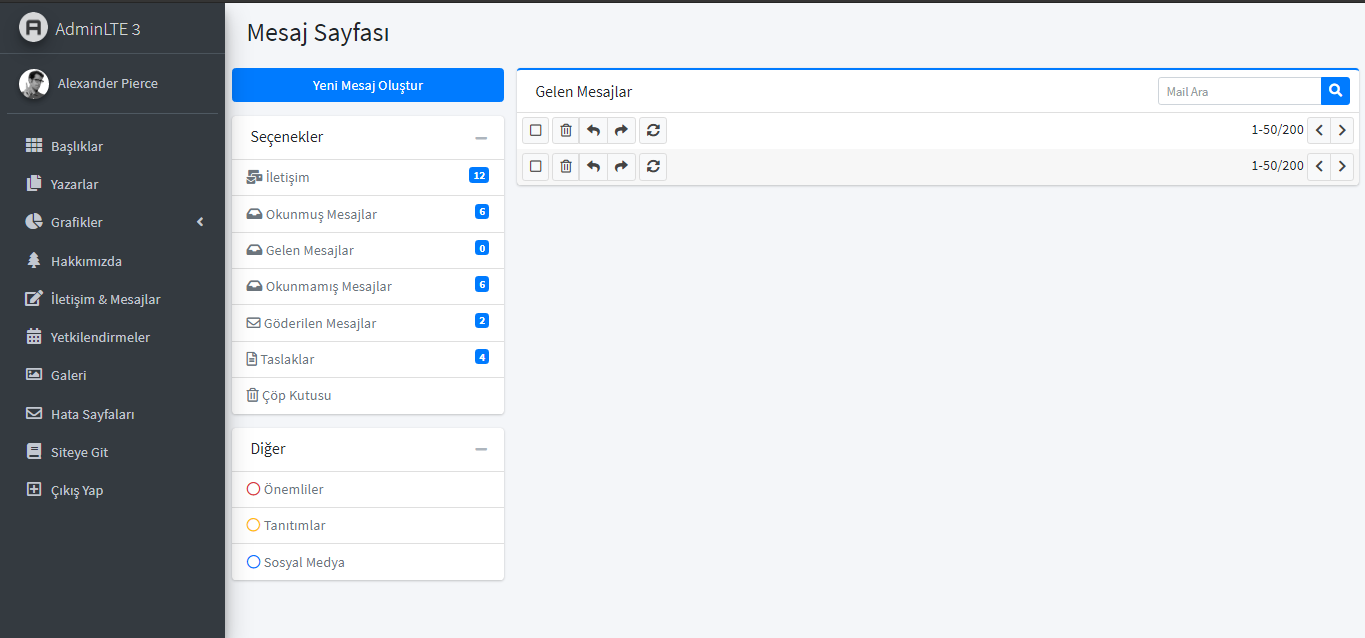 AdminLTE 3
Alexander Pierce
Başlıklar
Yazarlar
Grafikler
Hakkımızda
İletişim & Mesajlar
Yetkilendirmeler
Galeri
Hata Sayfaları
Siteye Git
Çıkış Yap
Mesaj Sayfası
Yeni Mesaj Oluştur
Seçenekler
İletişim 12
Okunmuş Mesajlar 6
Gelen Mesajlar 0
Okunmamış Mesajlar 6
Göderilen Mesajlar 2
Taslaklar 4
Çöp Kutusu
Diğer
Önemliler
Tanıtımlar
Sosyal Medya
Gelen Mesajlar
Mail Ara
1-50/200
1-50/200